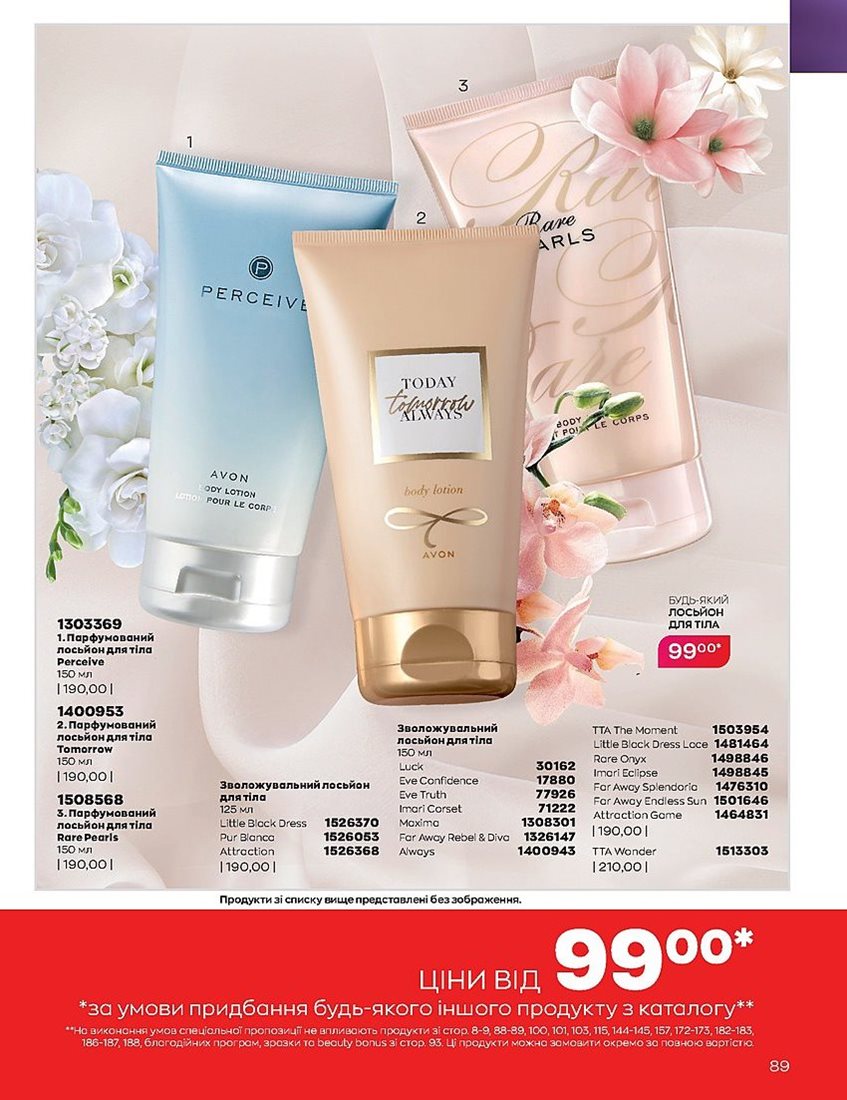 1
2
3
P
PERCEIVE
AVON
BODY LOTION
LOTION POUR LE CORPS
TODAY
tomorrow
ALWAYS
body lotion
AVON
Rare
Rare
ARLS
Rare
BODY
T POUR LE CORPS
БУДЬ-ЯКИЙ
ЛОСЬЙОН
ДЛЯ ТІЛА
99⁰⁰*
1303369
1. Парфумований
лосьйон для тіла
Perceive
150 мл
| 190,00 |
1400953
2. Парфумований
лосьйон для тіла
Tomorrow
150 мл
| 190,00 |
1508568
3. Парфумований
лосьйон для тіла
Rare Pearls
150 мл
| 190,00 |
Зволожувальний лосьйон
для тіла
125 мл
Little Black Dress 1526370
Pur Blanca 1526053
Attraction 1526368
| 190,00 |
Зволожувальний
лосьйон для тіла
150 мл
Luck 30162
Eve Confidence 17880
Eve Truth 77926
Imari Corset 71222
Maxima 1308301
Far Away Rebel & Diva 1326147
Always 1400943
TTA The Moment 1503954
Little Black Dress Lace 1481464
Rare Onyx 1498846
Imari Eclipse 1498845
Far Away Splendoria 1476310
Far Away Endless Sun 1501646
Attraction Game 1464831
| 190,00 |
TTA Wonder 1513303
| 210,00 |
Продукти зі списку вище представлені без зображення.
ЦІНИ ВІД 99⁰⁰*
*за умови придбання будь-якого іншого продукту з каталогу**
**На виконання умов спеціальної пропозиції не впливають продукти зі стор. 8-9, 88-89, 100, 101, 103, 115, 144-145, 157, 172-173, 182-183,
186-187, 188, благодійних програм, зразки та beauty bonus зі стор. 93. Ці продукти можна замовити окремо за повною вартістю.
89